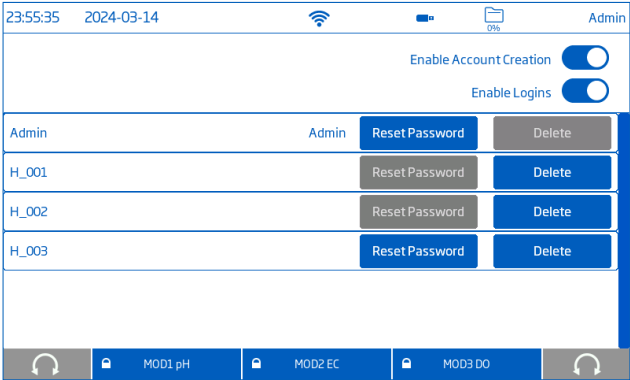 23:55:35 2024-03-14 0% Admin
Enable Account Creation
Enable Logins
Admin Admin Reset Password Delete
H_001 Reset Password Delete
H_002 Reset Password Delete
H_003 Reset Password Delete
MOD1 pH MOD2 EC MOD3 DO